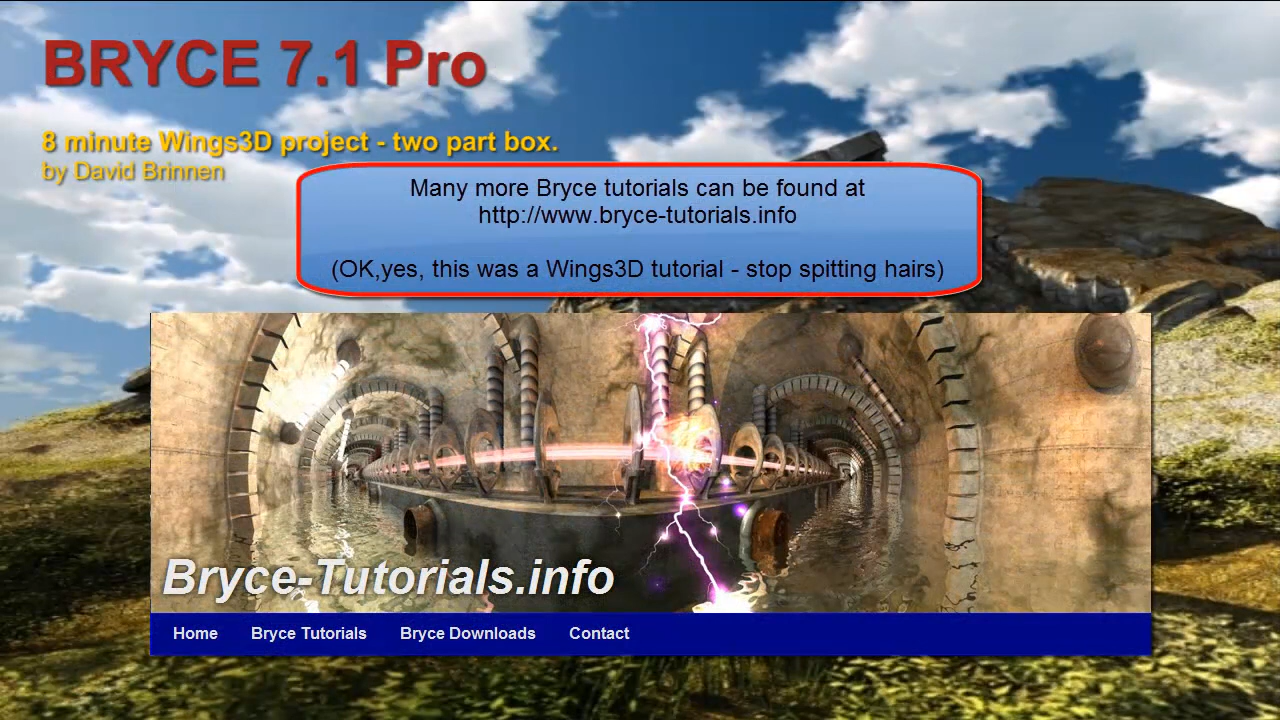 BRYCE 7.1 Pro
8 minute Wings3D project - two part box.
by David Brinnen
Many more Bryce tutorials can be found at
http://www.bryce-tutorials.info
(OK,yes, this was a Wings3D tutorial - stop spitting hairs)
Bryce-Tutorials.info
Home Bryce Tutorials Bryce Downloads Contact